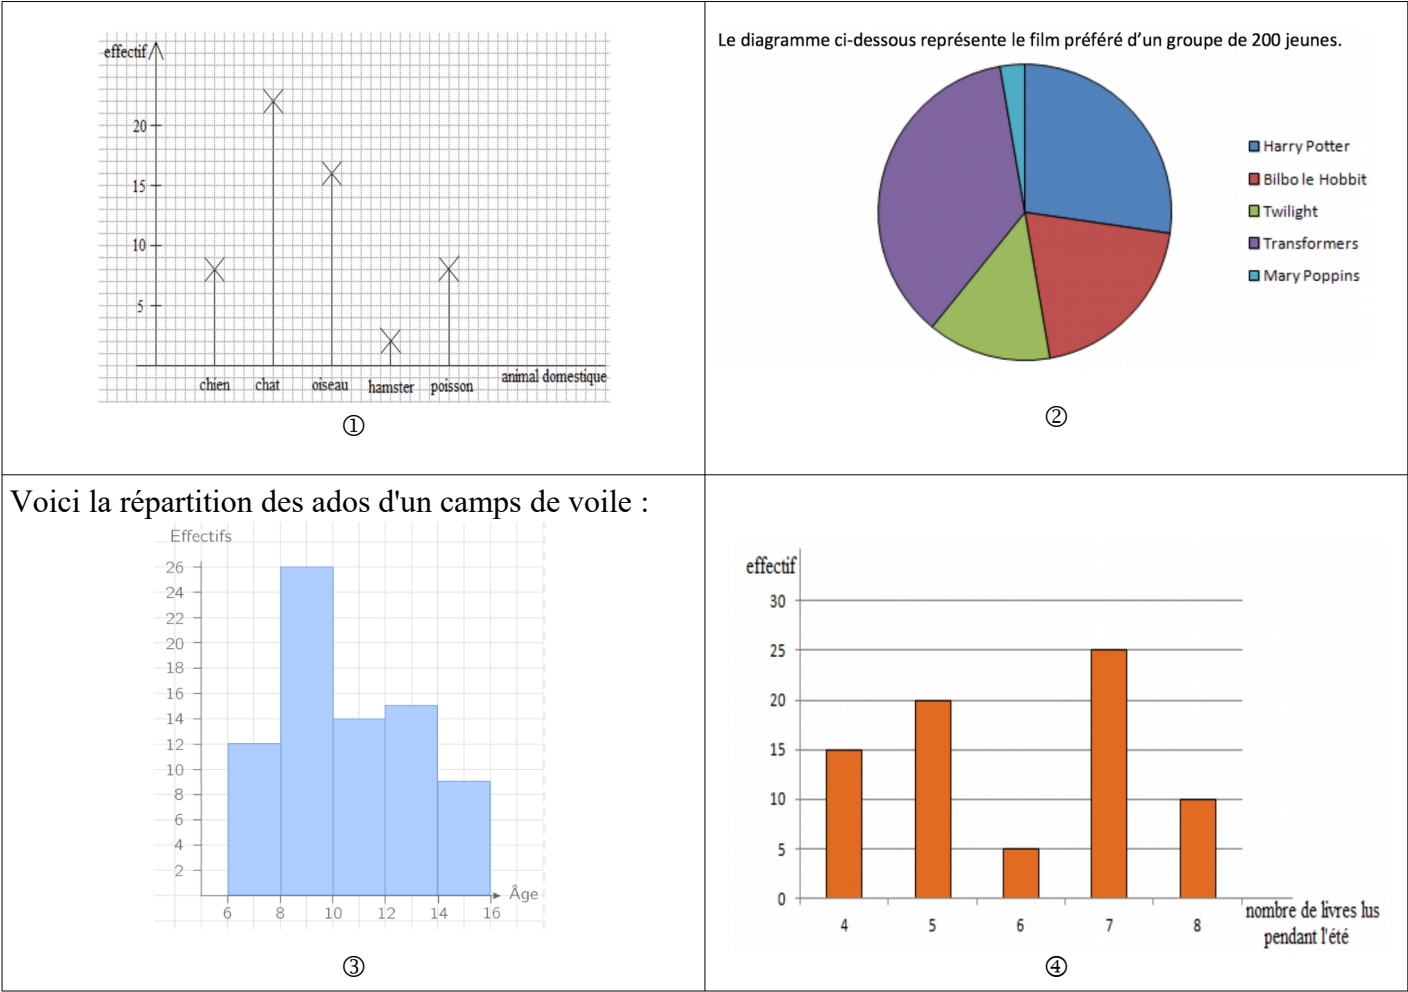 effectif
20
15
10
5
chien chat oiseau hamster poisson animal domestique
①
Le diagramme ci-dessous représente le film préféré d'un groupe de 200 jeunes.
Harry Potter
Bilbo le Hobbit
Twilight
Transformers
Mary Poppins
②
Voici la répartition des ados d'un camps de voile :
Effectifs
26
24
22
20
18
16
14
12
10
8
6
4
2
Âge
6 8 10 12 14 16
③
effectif
30
25
20
15
10
5
0
4 5 6 7 8
nombre de livres lus
pendant l'été
④